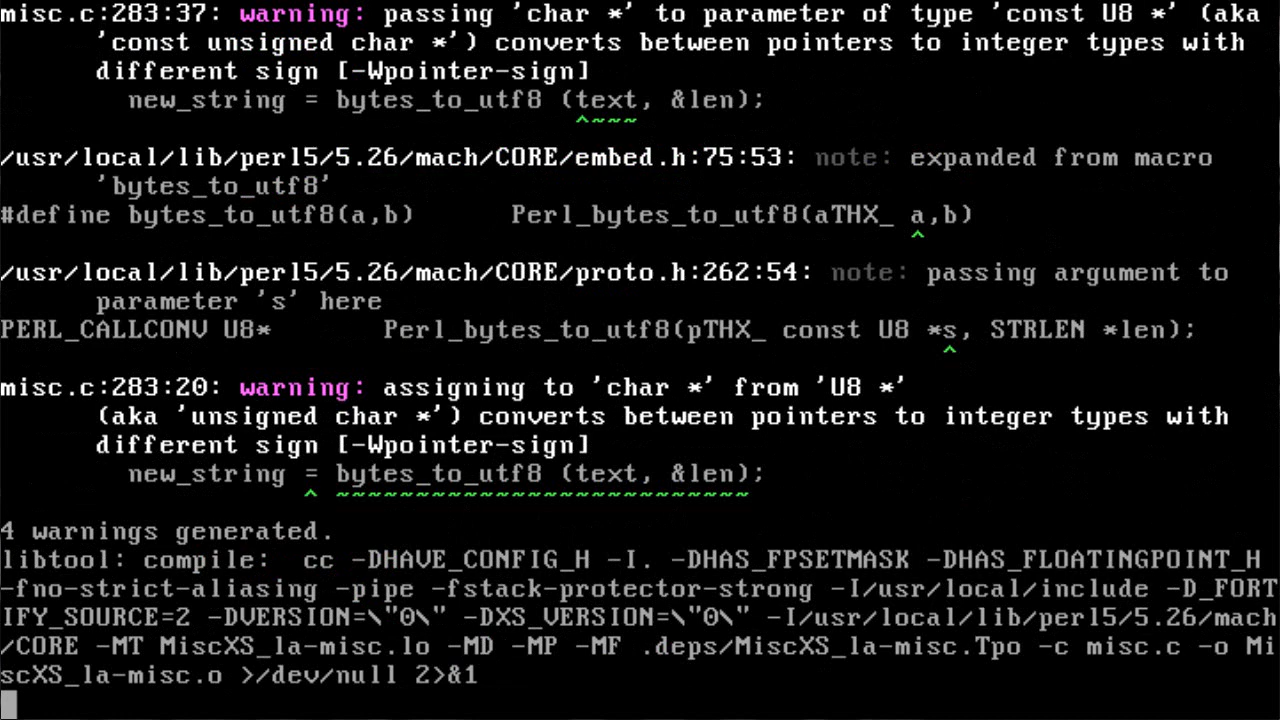 misc.c:283:37: warning: passing 'char *' to parameter of type 'const U8 *' (aka
      'const unsigned char *') converts between pointers to integer types with
      different sign [-Wpointer-sign]
        new_string = bytes_to_utf8 (text, &len);
                                    ^~~~
/usr/local/lib/perl5/5.26/mach/CORE/embed.h:75:53: note: expanded from macro
      'bytes_to_utf8'
#define bytes_to_utf8(a,b)      Perl_bytes_to_utf8(aTHX_ a,b)
                                                         ^
/usr/local/lib/perl5/5.26/mach/CORE/proto.h:262:54: note: passing argument to
      parameter 's' here
PERL_CALLCONV U8*       Perl_bytes_to_utf8(pTHX_ const U8 *s, STRLEN *len);
                                                           ^
misc.c:283:20: warning: assigning to 'char *' from 'U8 *'
      (aka 'unsigned char *') converts between pointers to integer types with
      different sign [-Wpointer-sign]
        new_string = bytes_to_utf8 (text, &len);
                   ^ ~~~~~~~~~~~~~~~~~~~~~~~~~~
4 warnings generated.
libtool: compile:  cc -DHAVE_CONFIG_H -I. -DHAS_FPSETMASK -DHAS_FLOATINGPOINT_H
-fno-strict-aliasing -pipe -fstack-protector-strong -I/usr/local/include -D_FORT
IFY_SOURCE=2 -DVERSION=\"0\" -DXS_VERSION=\"0\" -I/usr/local/lib/perl5/5.26/mach
/CORE -MT MiscXS_la-misc.lo -MD -MP -MF .deps/MiscXS_la-misc.Tpo -c misc.c -o Mi
scXS_la-misc.o >/dev/null 2>&1